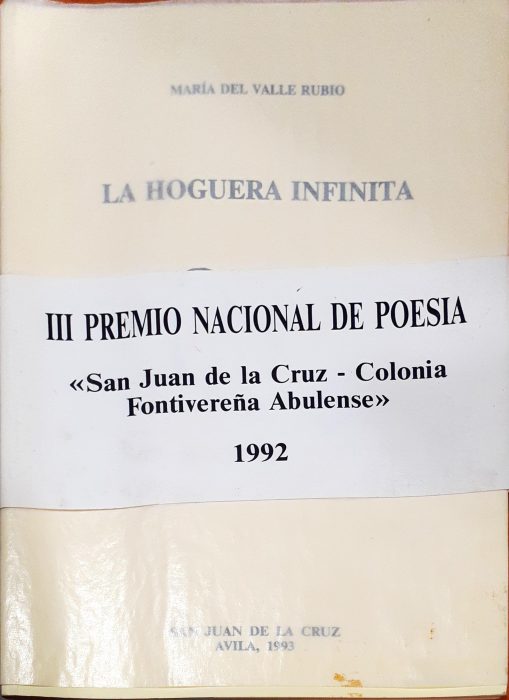 MARÍA DEL VALLE RUBIO
LA HOGUERA INFINITA
III PREMIO NACIONAL DE POESIA
«San Juan de la Cruz - Colonia
Fontivereña Abulense»
1992
SAN JUAN DE LA CRUZ
AVILA, 1993